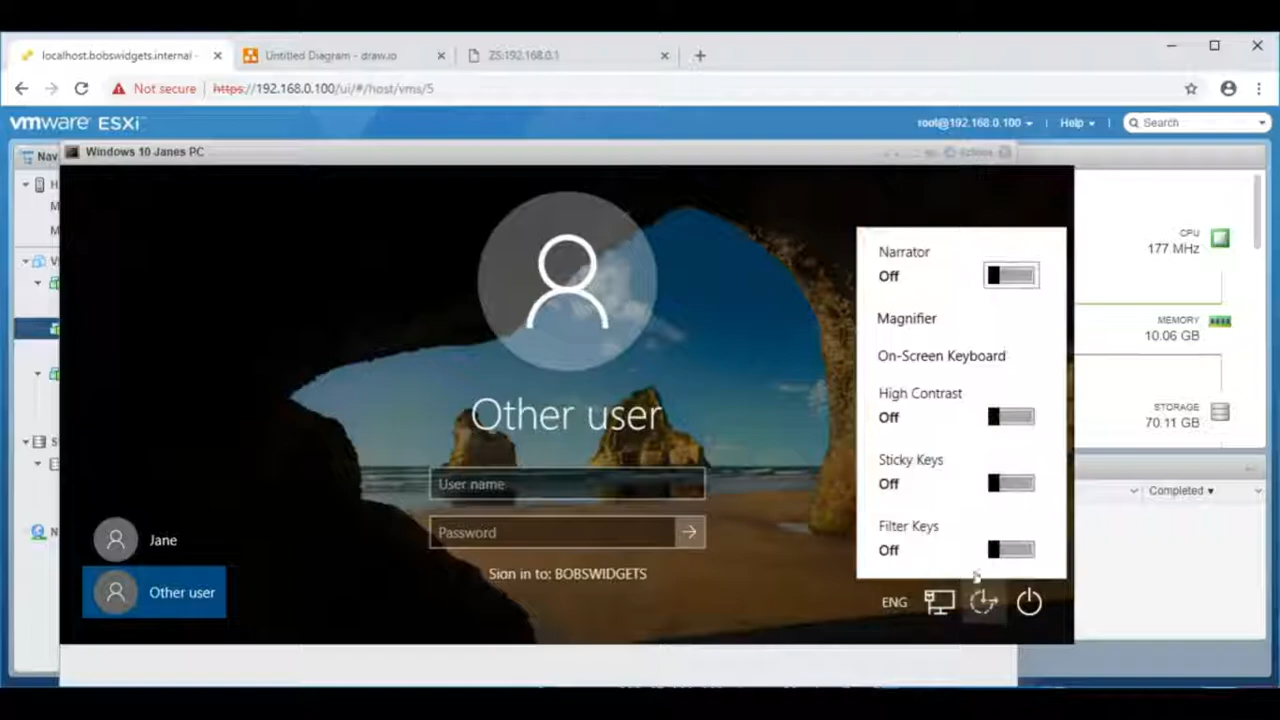 localhost.bobswidgets.internal -
Untitled Diagram - draw.io
ZS:192.168.0.1
Not secure
https://192.168.0.100/ui/#/host/vms/5
vmware ESXi
root@192.168.0.100
Help
Search
Nav
Windows 10 Janes PC
Actions
H
M
M
V
S
N
CPU
177 MHz
MEMORY
10.06 GB
STORAGE
70.11 GB
Completed
Other user
User name
Password
Sign in to: BOBSWIDGETS
Jane
Other user
Narrator
Off
Magnifier
On-Screen Keyboard
High Contrast
Off
Sticky Keys
Off
Filter Keys
Off
ENG